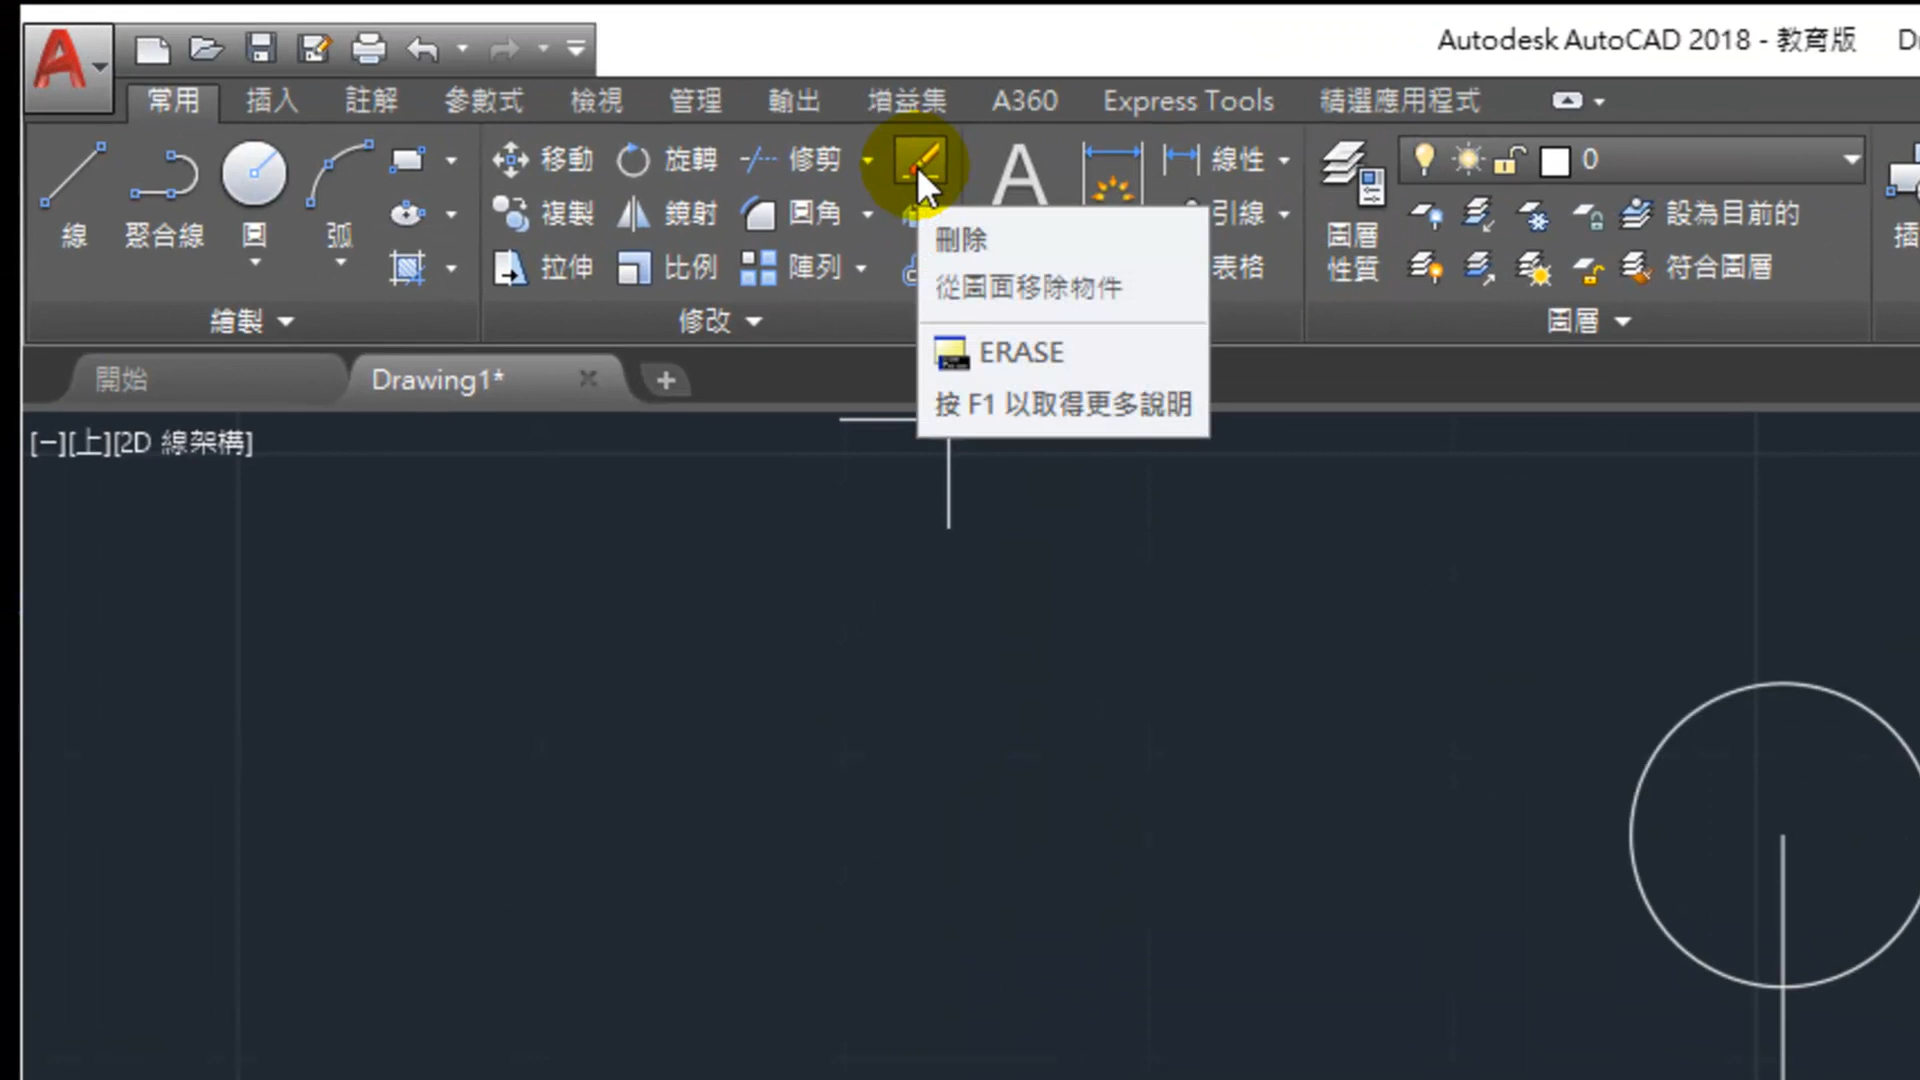 Autodesk AutoCAD 2018 - 教育版
常用 插入 註解 參數式 檢視 管理 輸出 增益集 A360 Express Tools 精選應用程式
移動 旋轉 修剪 線性 0
線 聚合線 圓 弧 複製 鏡射 圓角 引線 圖層性質 設為目前的
拉伸 比例 陣列 表格 符合圖層
繪製 修改 圖層
刪除
從圖面移除物件
ERASE
按 F1 以取得更多說明
開始 Drawing1*
[−][上][2D 線架構]